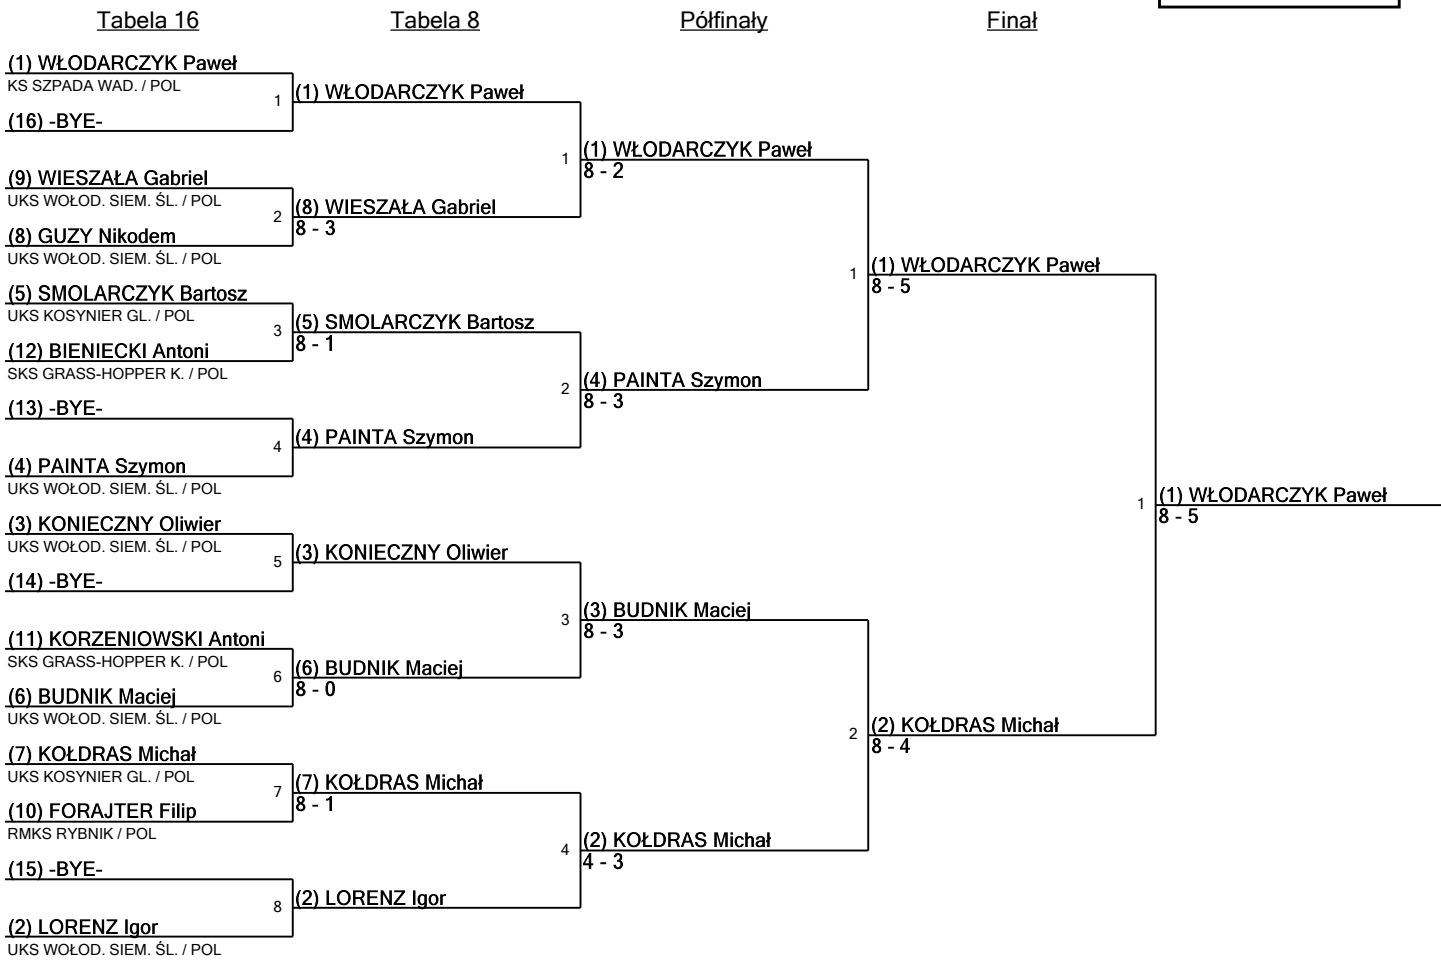 Tabela 16
Tabela 8
Półfinały
Finał
(1) WŁODARCZYK Paweł
KS SZPADA WAD. / POL
1
(16) -BYE-
(9) WIESZAŁA Gabriel
UKS WOŁOD. SIEM. ŚL. / POL
2
(8) GUZY Nikodem
UKS WOŁOD. SIEM. ŚL. / POL
(5) SMOLARCZYK Bartosz
UKS KOSYNIER GL. / POL
3
(12) BIENIECKI Antoni
SKS GRASS-HOPPER K. / POL
(13) -BYE-
4
(4) PAINTA Szymon
UKS WOŁOD. SIEM. ŚL. / POL
(3) KONIECZNY Oliwier
UKS WOŁOD. SIEM. ŚL. / POL
5
(14) -BYE-
(11) KORZENIOWSKI Antoni
SKS GRASS-HOPPER K. / POL
6
(6) BUDNIK Maciej
UKS WOŁOD. SIEM. ŚL. / POL
(7) KOŁDRAS Michał
UKS KOSYNIER GL. / POL
7
(10) FORAJTER Filip
RMKS RYBNIK / POL
(15) -BYE-
8
(2) LORENZ Igor
UKS WOŁOD. SIEM. ŚL. / POL
(1) WŁODARCZYK Paweł
1
(8) WIESZAŁA Gabriel
8 - 3
(5) SMOLARCZYK Bartosz
8 - 1
2
(4) PAINTA Szymon
(3) KONIECZNY Oliwier
3
(6) BUDNIK Maciej
8 - 0
(7) KOŁDRAS Michał
8 - 1
4
(2) LORENZ Igor
(1) WŁODARCZYK Paweł
8 - 2
1
(4) PAINTA Szymon
8 - 3
(3) BUDNIK Maciej
8 - 3
2
(2) KOŁDRAS Michał
4 - 3
(1) WŁODARCZYK Paweł
8 - 5
1
(2) KOŁDRAS Michał
8 - 4
(1) WŁODARCZYK Paweł
8 - 5